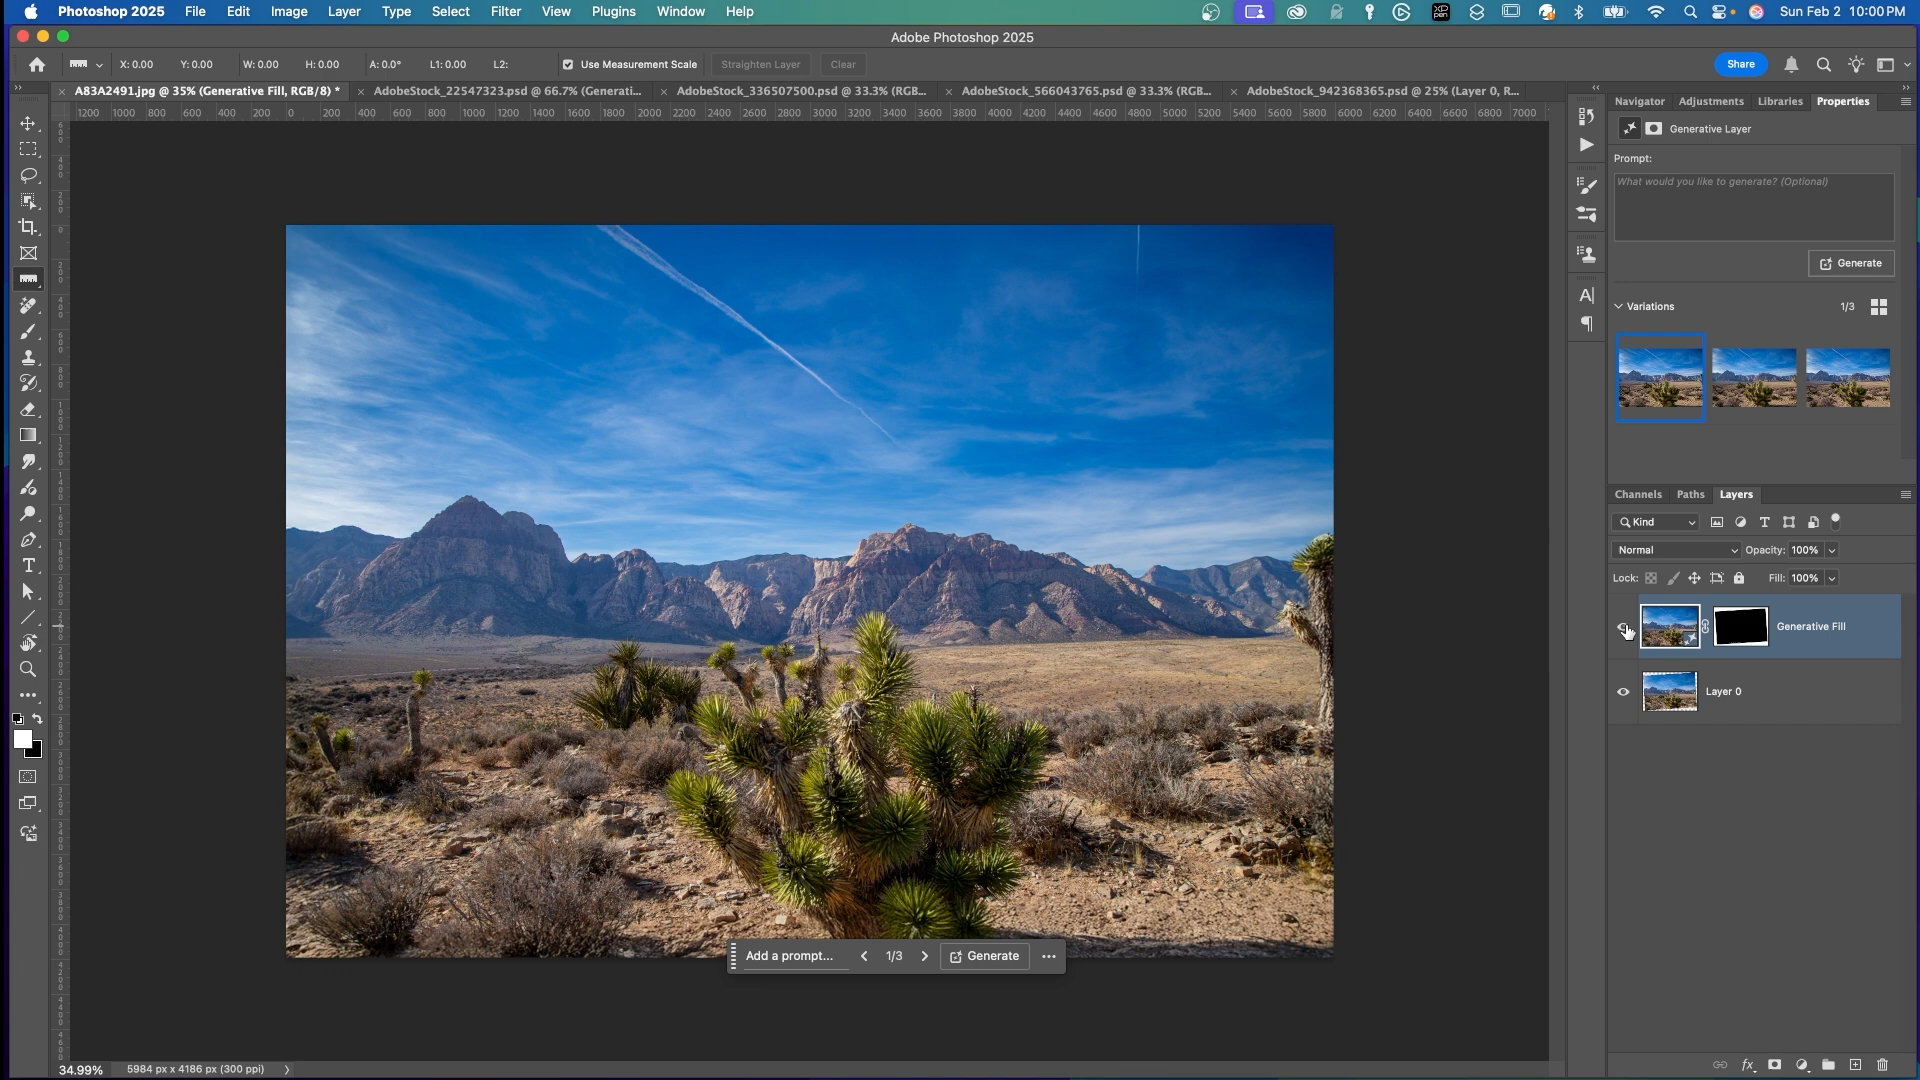 Photoshop 2025 File Edit Image Layer Type Select Filter View Plugins Window Help Sun Feb 2 10:00 PM
Adobe Photoshop 2025
X: 0.00 Y: 0.00 W: 0.00 H: 0.00 A: 0.0° L1: 0.00 L2: Use Measurement Scale Straighten Layer Clear Share
A83A2491.jpg @ 35% (Generative Fill, RGB/8) * AdobeStock_22547323.psd @ 66.7% (Generati... AdobeStock_336507500.psd @ 33.3% (RGB... AdobeStock_566043765.psd @ 33.3% (RGB... AdobeStock_942368365.psd @ 25% (Layer 0, R...
1200 1000 800 600 400 200 0 200 400 600 800 1000 1200 1400 1600 1800 2000 2200 2400 2600 2800 3000 3200 3400 3600 3800 4000 4200 4400 4600 4800 5000 5200 5400 5600 5800 6000 6200 6400 6600 6800 7000
Navigator Adjustments Libraries Properties
Generative Layer
Prompt:
What would you like to generate? (Optional)
Generate
Variations 1/3
Channels Paths Layers
Kind
Normal Opacity: 100%
Lock: Fill: 100%
Generative Fill
Layer 0
Add a prompt... 1/3 Generate
34.99% 5984 px x 4186 px (300 ppi)